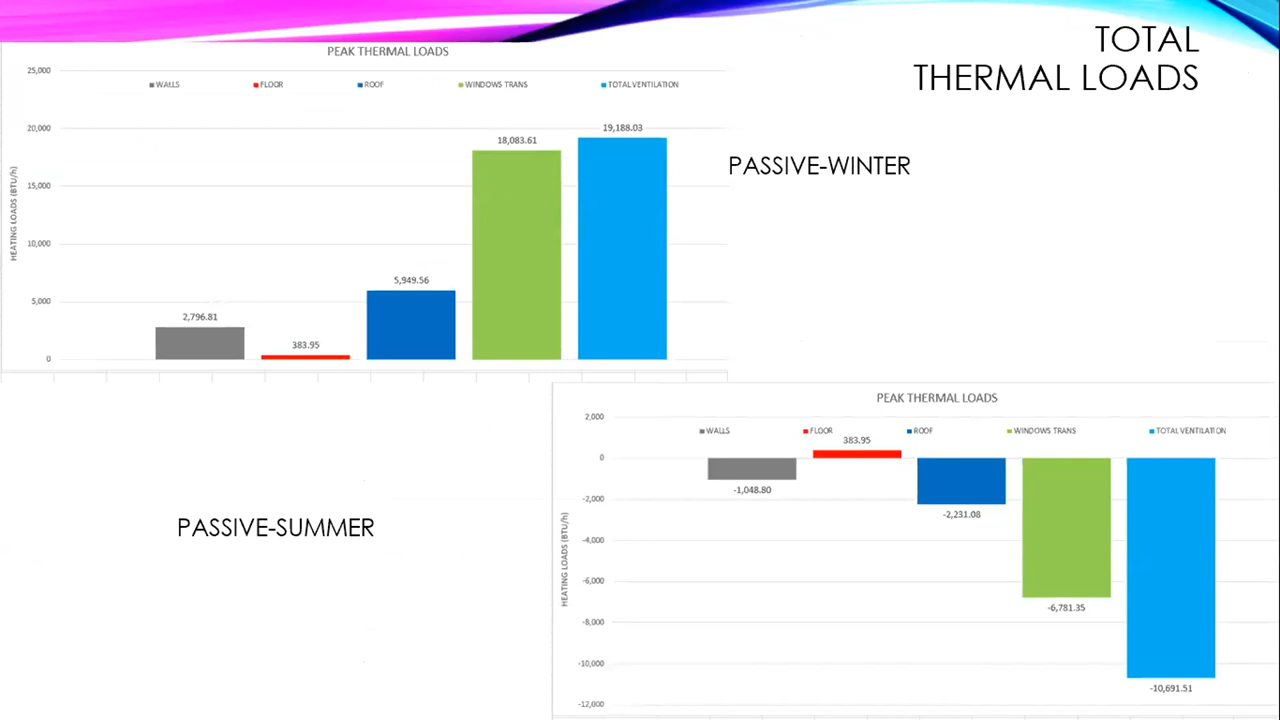 TOTAL
THERMAL LOADS
PEAK THERMAL LOADS
25,000
WALLS FLOOR ROOF WINDOWS TRANS TOTAL VENTILATION
20,000
19,188.03
18,083.61
15,000
HEATING LOADS (BTU/h)
10,000
5,949.56
5,000
2,796.81
383.95
0
PASSIVE-WINTER
PASSIVE-SUMMER
PEAK THERMAL LOADS
2,000
WALLS FLOOR ROOF WINDOWS TRANS TOTAL VENTILATION
383.95
0
-1,048.80
-2,000
-2,231.08
HEATING LOADS (BTU/h)
-4,000
-6,000
-6,781.35
-8,000
-10,000
-10,691.51
-12,000